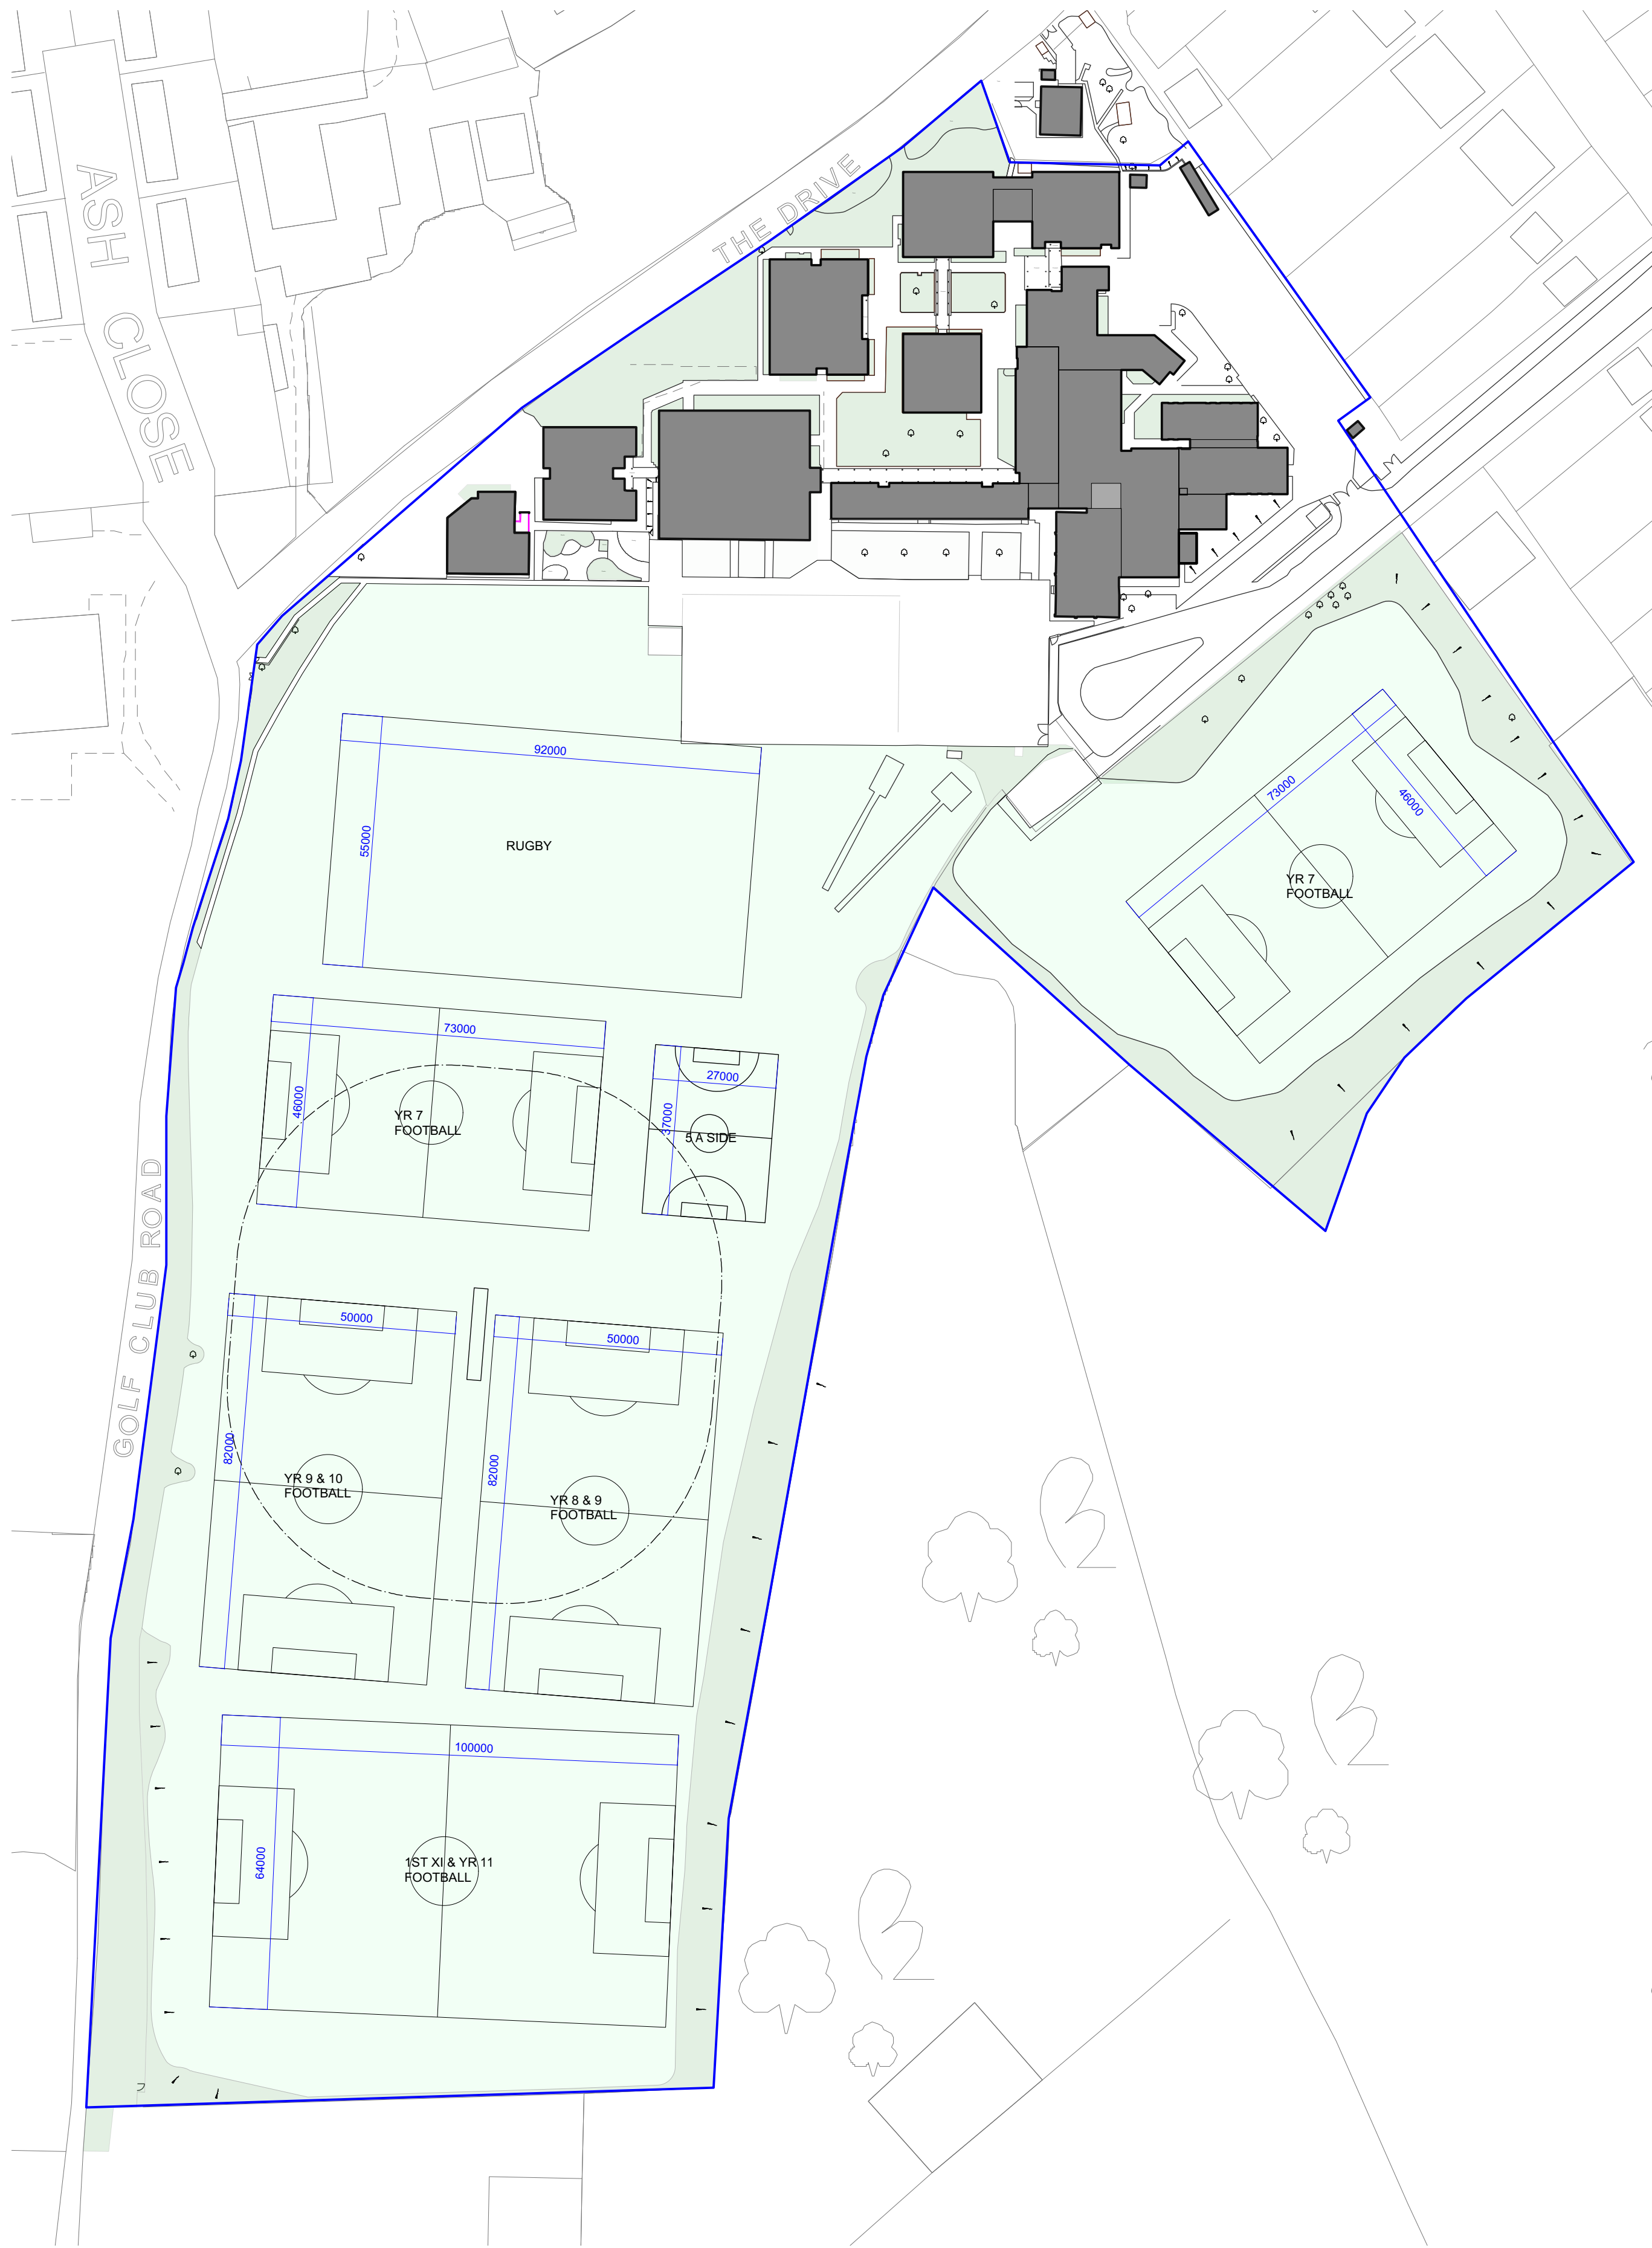 ASH CLOSE
THE DRIVE
92000
55000
RUGBY
73000
46000
YR 7
FOOTBALL
73000
46000
YR 7
FOOTBALL
27000
37000
5 A SIDE
GOLF CLUB ROAD
50000
82000
YR 9 & 10
FOOTBALL
50000
82000
YR 8 & 9
FOOTBALL
100000
64000
1ST XI & YR 11
FOOTBALL